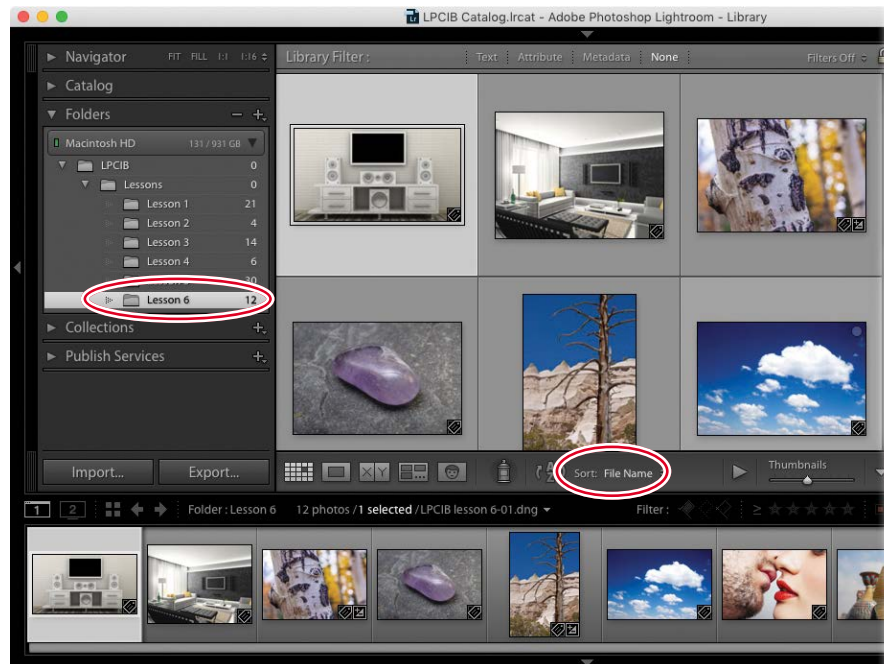 LPCIB Catalog.lrcat - Adobe Photoshop Lightroom - Library
Navigator FIT FILL 1:1 1:16
Library Filter : Text Attribute Metadata None Filters Off
Catalog
Folders
Macintosh HD 131 / 931 GB
LPCIB 0
Lessons 0
Lesson 1 21
Lesson 2 4
Lesson 3 14
Lesson 4 6
30
Lesson 6 12
Collections
Publish Services
Import... Export...
X Y
Sort: File Name
Thumbnails
1 2 Folder : Lesson 6 12 photos / 1 selected / LPCIB lesson 6-01.dng Filter :